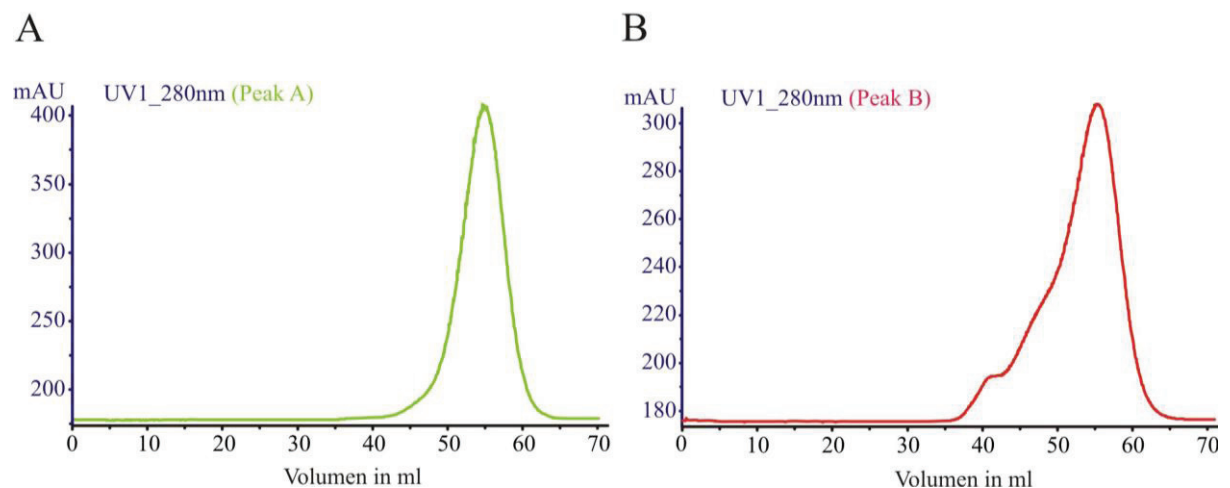 A
mAU
UV1_280nm (Peak A)
400
350
300
250
200
0 10 20 30 40 50 60 70
Volumen in ml
B
mAU
UV1_280nm (Peak B)
300
280
260
240
220
200
180
0 10 20 30 40 50 60 70
Volumen in ml